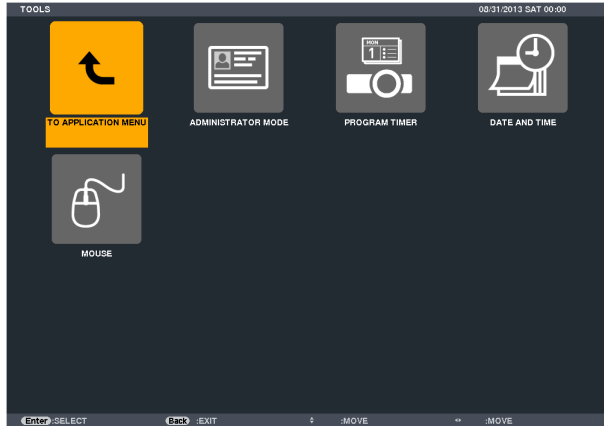 TOOLS 08/31/2013 SAT 00:00
MON
1
TO APPLICATION MENU ADMINISTRATOR MODE PROGRAM TIMER DATE AND TIME
MOUSE
Enter :SELECT Back :EXIT :MOVE :MOVE